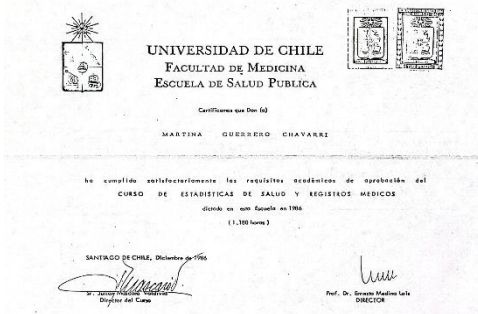 UNIVERSIDAD DE CHILE
FACULTAD DE MEDICINA
ESCUELA DE SALUD PUBLICA
Certificamos que Don (a)
MARTINA GUERRERO CHAVARRI
ha cumplido satisfactoriamente los requisitos académicos de aprobación del
CURSO DE ESTADISTICAS DE SALUD Y REGISTROS MEDICOS
dictado en esta Escuela en 1986
(1.380 horas)
SANTIAGO DE CHILE, Diciembre de 1986
Director del Curso
Prof. Dr. Ernesto Medina Lois
DIRECTOR